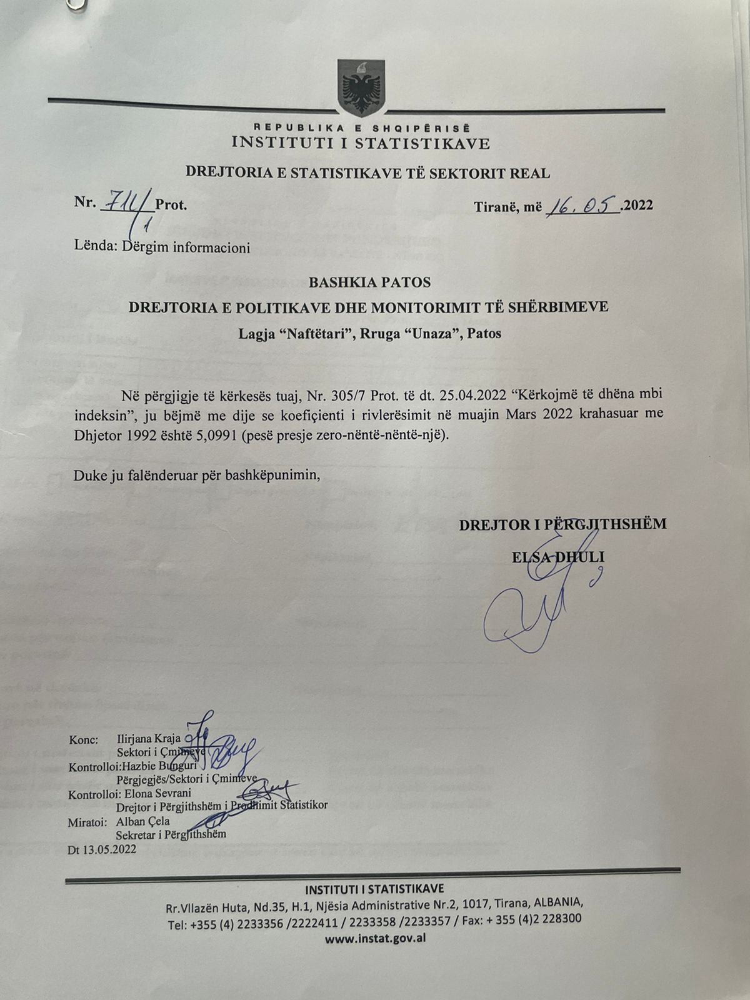 REPUBLIKA E SHQIPËRISË
INSTITUTI I STATISTIKAVE
DREJTORIA E STATISTIKAVE TË SEKTORIT REAL
Nr. 711/1 Prot.
Tiranë, më 16.05.2022
Lënda: Dërgim informacioni
BASHKIA PATOS
DREJTORIA E POLITIKAVE DHE MONITORIMIT TË SHËRBIMEVE
Lagja “Naftëtari”, Rruga “Unaza”, Patos
Në përgjigje të kërkesës tuaj, Nr. 305/7 Prot. të dt. 25.04.2022 “Kërkojmë të dhëna mbi
indeksin”, ju bëjmë me dije se koefiçienti i rivlerësimit në muajin Mars 2022 krahasuar me
Dhjetor 1992 është 5,0991 (pesë presje zero-nëntë-nëntë-një).
Duke ju falënderuar për bashkëpunimin,
DREJTOR I PËRGJITHSHËM
ELSA DHULI
Konc: Ilirjana Kraja
Sektori i Çmimeve
Kontrolloi:Hazbie Bunguri
Përgjegjës/Sektori i Çmimeve
Kontrolloi: Elona Sevrani
Drejtor i Përgjithshëm i Prodhimit Statistikor
Miratoi: Alban Çela
Sekretar i Përgjithshëm
Dt 13.05.2022
INSTITUTI I STATISTIKAVE
Rr.Vllazën Huta, Nd.35, H.1, Njësia Administrative Nr.2, 1017, Tirana, ALBANIA,
Tel: +355 (4) 2233356 /2222411 / 2233358 /2233357 / Fax: + 355 (4)2 228300
www.instat.gov.al